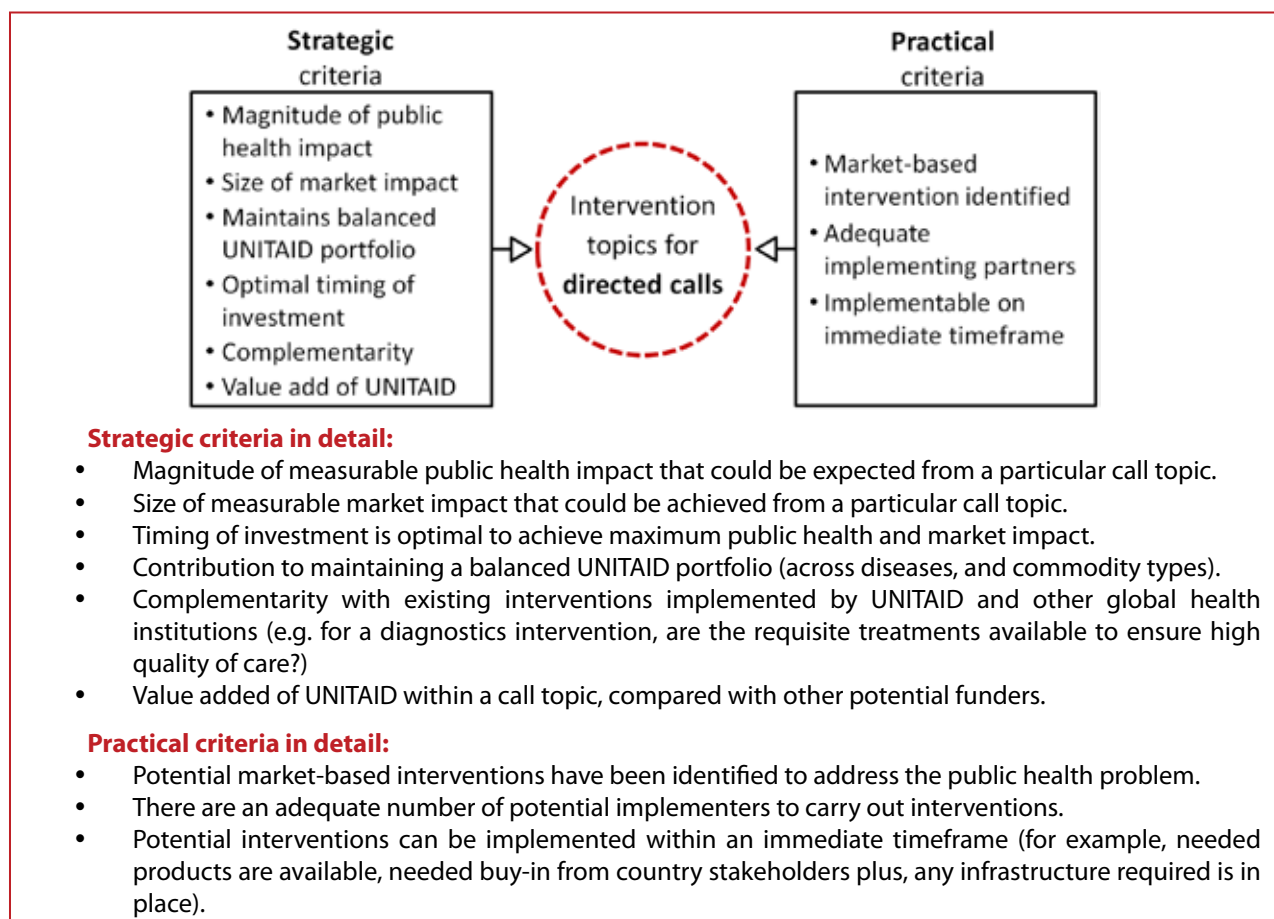 Strategic
criteria
• Magnitude of public
health impact
• Size of market impact
• Maintains balanced
UNITAID portfolio
• Optimal timing of
investment
• Complementarity
• Value add of UNITAID
Intervention
topics for
directed calls
Practical
criteria
• Market-based
intervention identified
• Adequate
implementing partners
• Implementable on
immediate timeframe
Strategic criteria in detail:
• Magnitude of measurable public health impact that could be expected from a particular call topic.
• Size of measurable market impact that could be achieved from a particular call topic.
• Timing of investment is optimal to achieve maximum public health and market impact.
• Contribution to maintaining a balanced UNITAID portfolio (across diseases, and commodity types).
• Complementarity with existing interventions implemented by UNITAID and other global health
institutions (e.g. for a diagnostics intervention, are the requisite treatments available to ensure high
quality of care?)
• Value added of UNITAID within a call topic, compared with other potential funders.
Practical criteria in detail:
• Potential market-based interventions have been identified to address the public health problem.
• There are an adequate number of potential implementers to carry out interventions.
• Potential interventions can be implemented within an immediate timeframe (for example, needed
products are available, needed buy-in from country stakeholders plus, any infrastructure required is in
place).